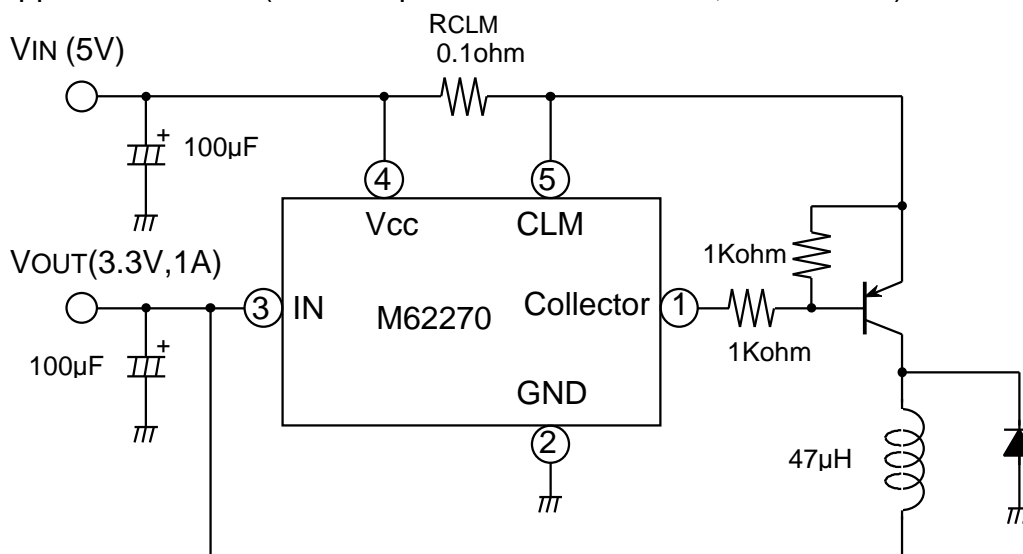 RCLM
0.1ohm
VIN (5V)
+
100µF
4
5
Vcc
CLM
VOUT(3.3V,1A)
1Kohm
3
IN
M62270
Collector
1
1Kohm
+
100µF
GND
2
47µH